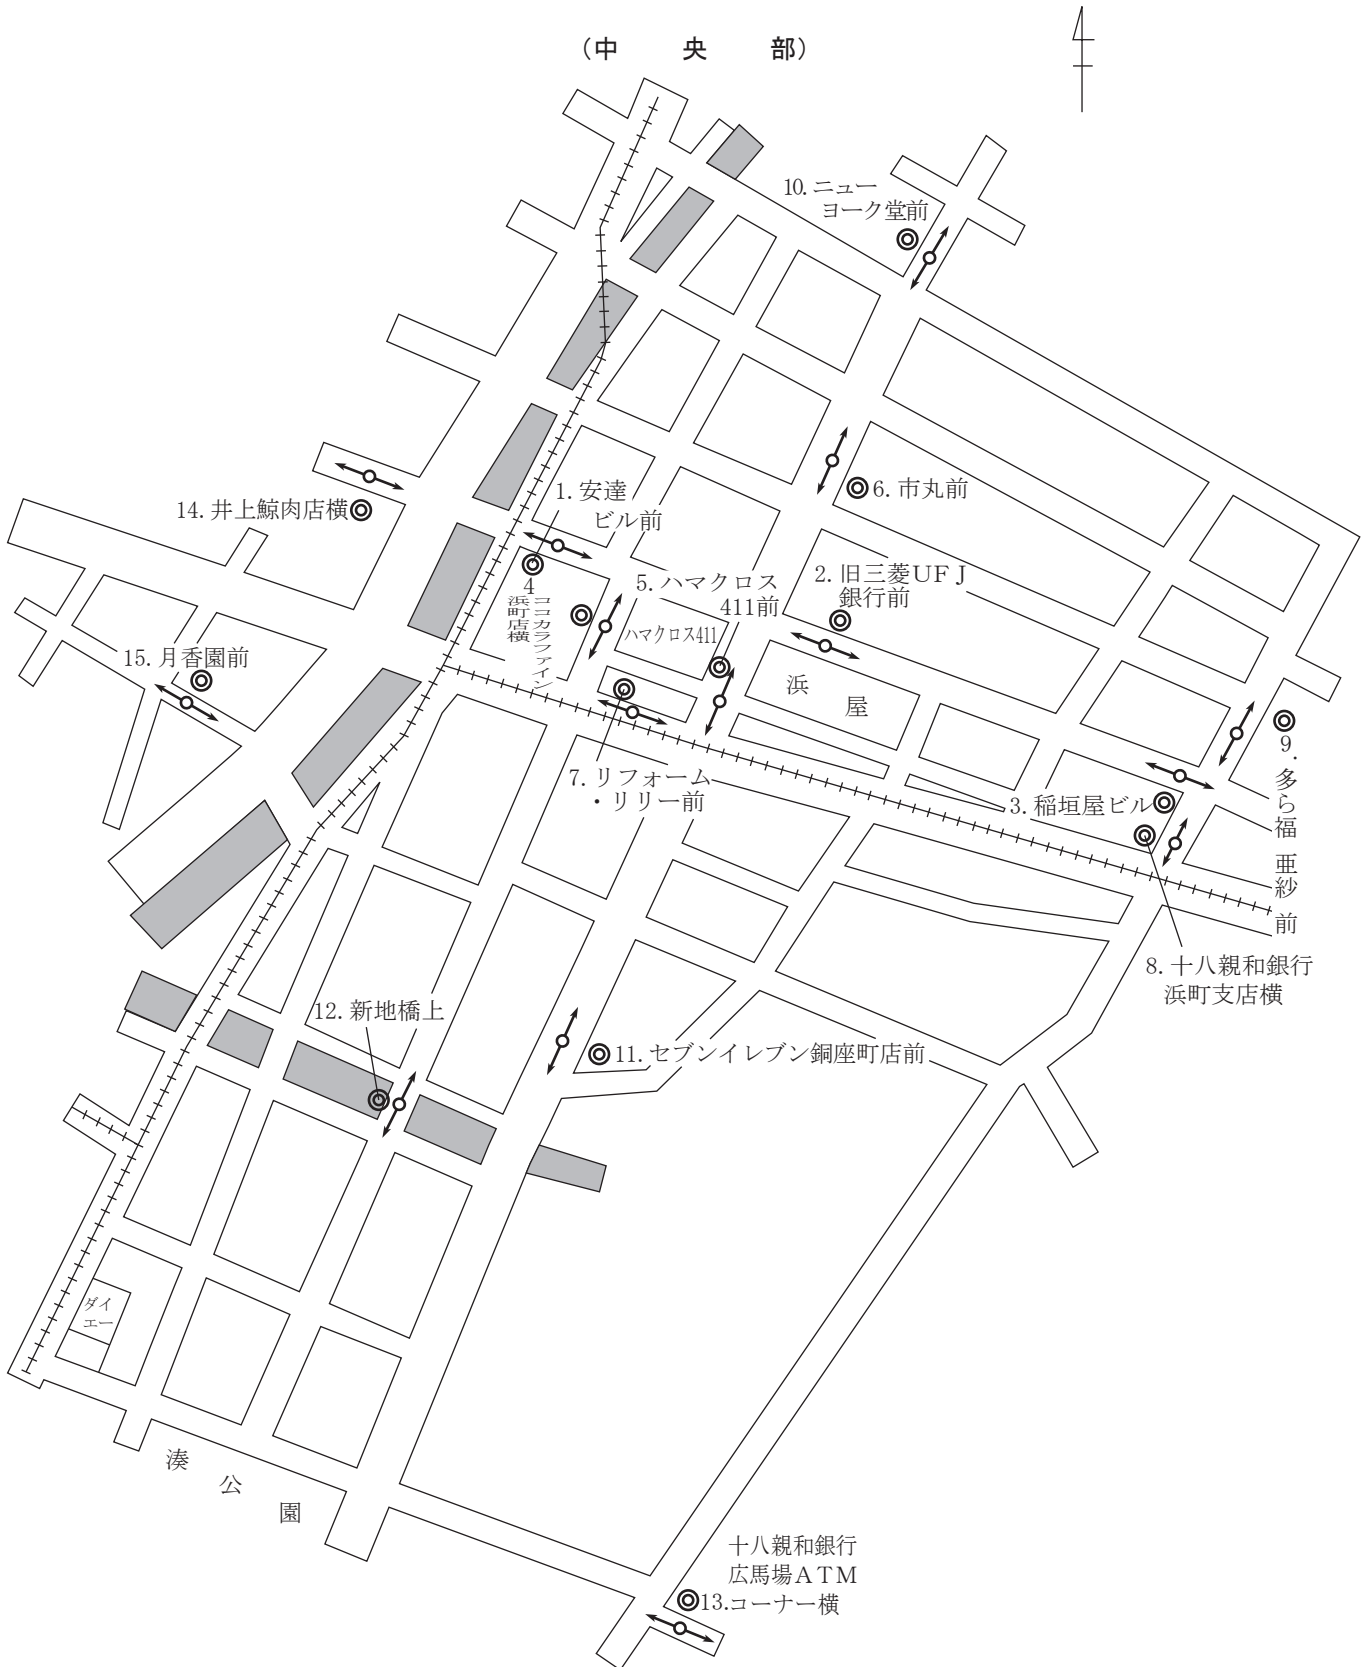 （中　央　部）
10. ニュー
ヨーク堂前
1. 安達
ビル前
6. 市丸前
14. 井上鯨肉店横
2. 旧三菱UFJ
銀行前
5. ハマクロス
411前
4
ココカラファイン
浜町店横
ハマクロス411
15. 月香園前
浜屋
9. 多ら福 亜紗前
7. リフォーム
・リリー前
3. 稲垣屋ビル
8. 十八親和銀行
浜町支店横
12. 新地橋上
11. セブンイレブン銅座町店前
ダイ
エー
湊公園
十八親和銀行
広馬場ATM
13. コーナー横